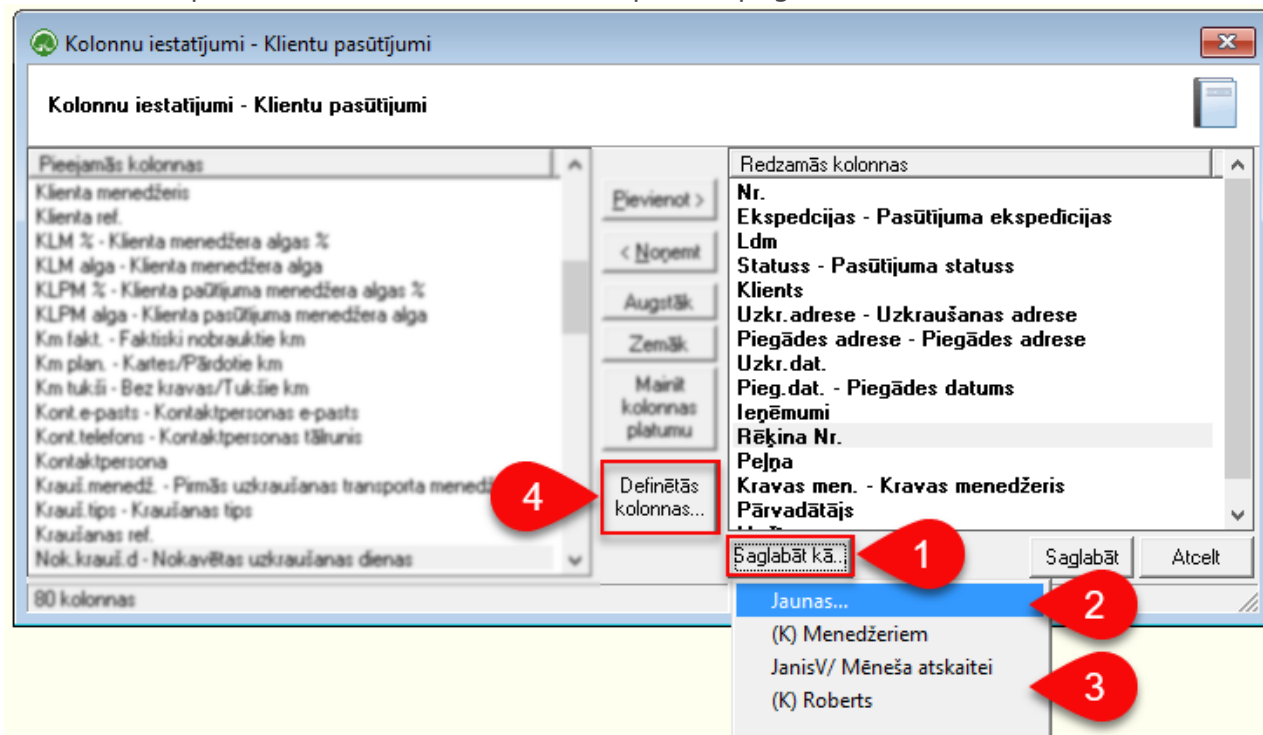 Kolonnu iestatījumi - Klientu pasūtījumi
Kolonnu iestatījumi - Klientu pasūtījumi
Pieejamās kolonnas
Klienta menedžeris
Klienta ref.
KLM % - Klienta menedžera algas %
KLM alga - Klienta menedžera alga
KLPM % - Klienta paūtījuma menedžera algas %
KLPM alga - Klienta pasūtījuma menedžera alga
Km fakt. - Faktiski nobrauktie km
Km plan. - Kartes/Pārdotie km
Km tukši - Bez kravas/Tukšie km
Kont.e-pasts - Kontaktpersonas e-pasts
Kont.telefons - Kontaktpersonas tālrunis
Kontaktpersona
Krauš.menedž. - Pirmās uzkraušanas transporta
Krauš.tips - Kraušanas tips
Kraušanas ref.
Nok.krauš.d - Nokavētas uzkraušanas dienas
80 kolonnas
Pievienot >
< Noņemt
Augstāk
Zemāk
Mainīt
kolonnas
platumu
4
Definētās
kolonnas...
Redzamās kolonnas
Nr.
Ekspedcijas - Pasūtījuma ekspedīcijas
Ldm
Statuss - Pasūtījuma statuss
Klients
Uzkr.adrese - Uzkraušanas adrese
Piegādes adrese - Piegādes adrese
Uzkr.dat.
Pieg.dat. - Piegādes datums
Ieņēmumi
Rēķina Nr.
Peļņa
Kravas men. - Kravas menedžeris
Pārvadātājs
Saglabāt kā..
1
Saglabāt
Atcelt
Jaunas...
2
(K) Menedžeriem
JanisV/ Mēneša atskaitei
3
(K) Roberts